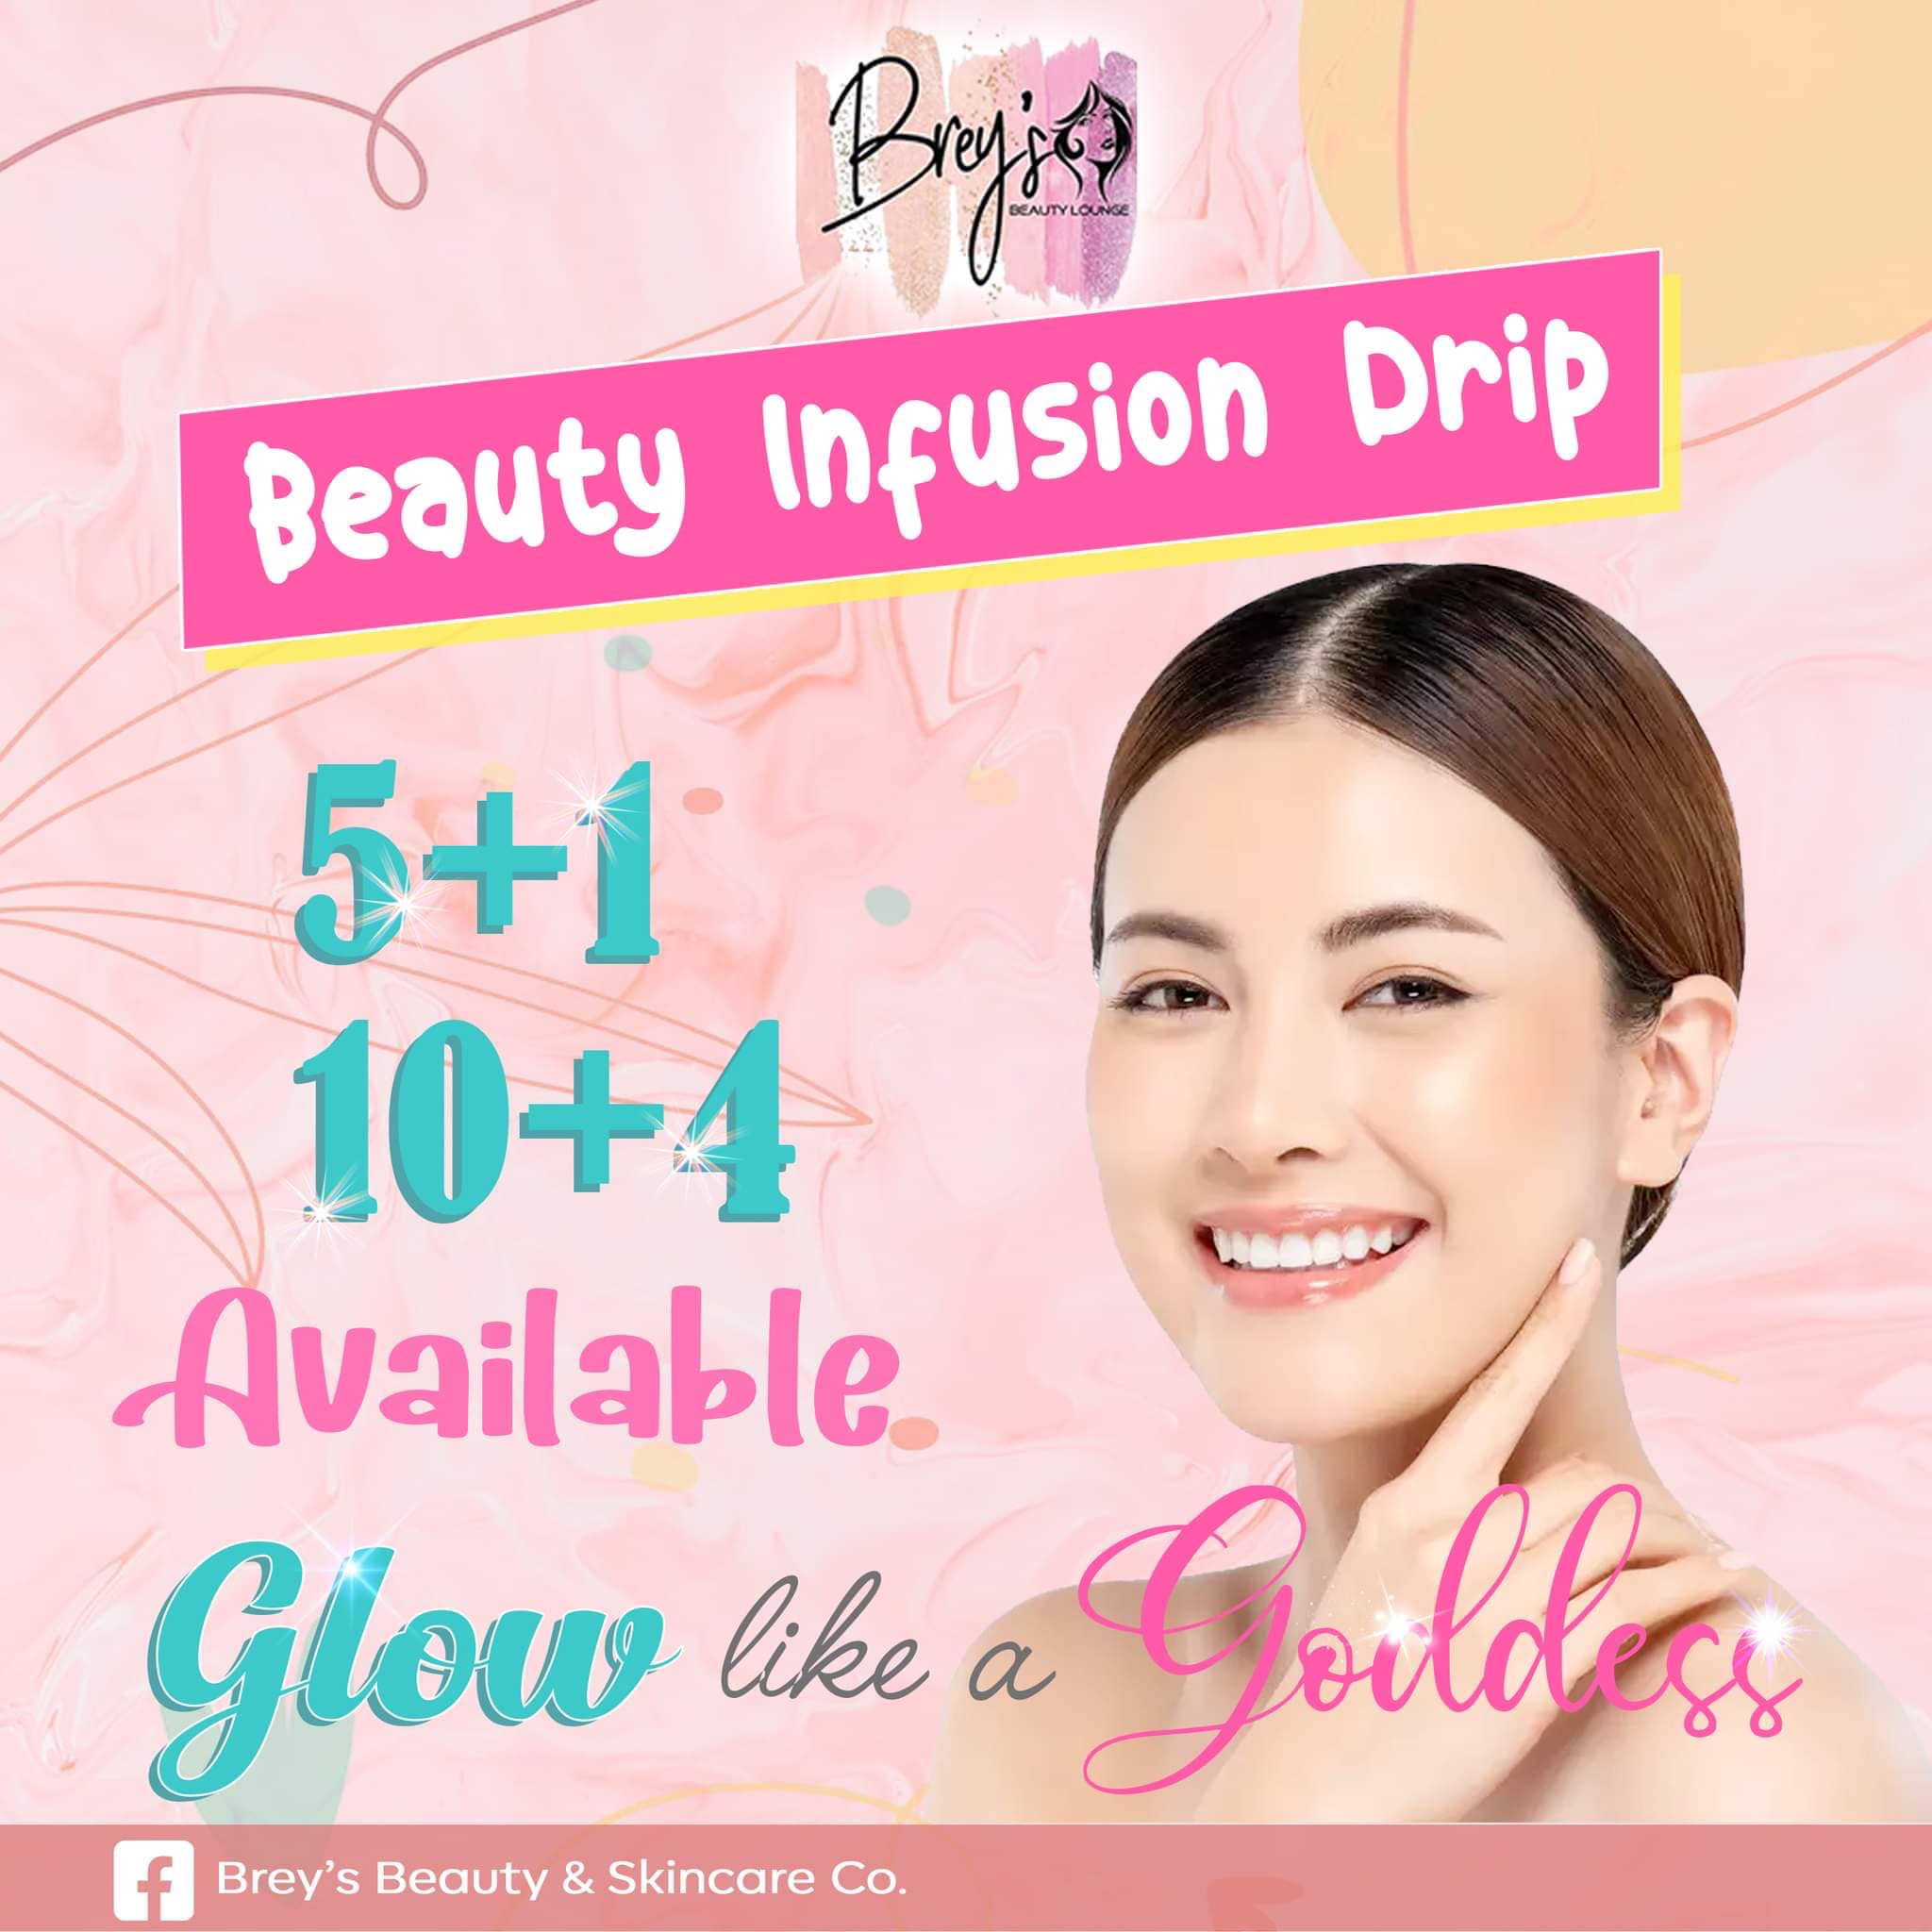 Brey's
BEAUTY LOUNGE
Beauty Infusion Drip
5+1
10+4
Available
Glow like a Goddess
Brey's Beauty & Skincare Co.